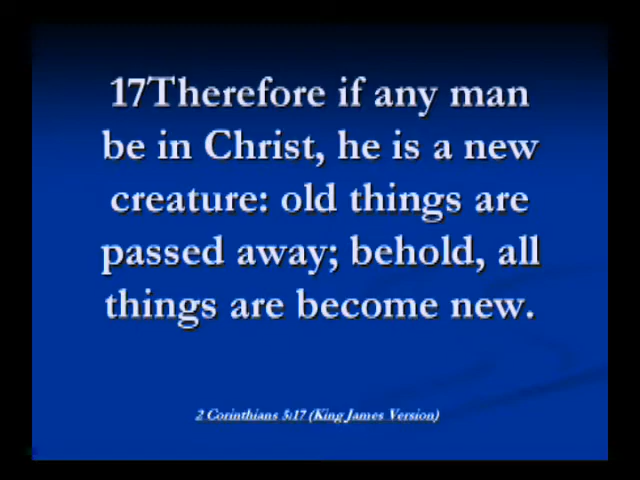 17Therefore if any man
be in Christ, he is a new
creature: old things are
passed away; behold, all
things are become new.
2 Corinthians 5:17 (King James Version)